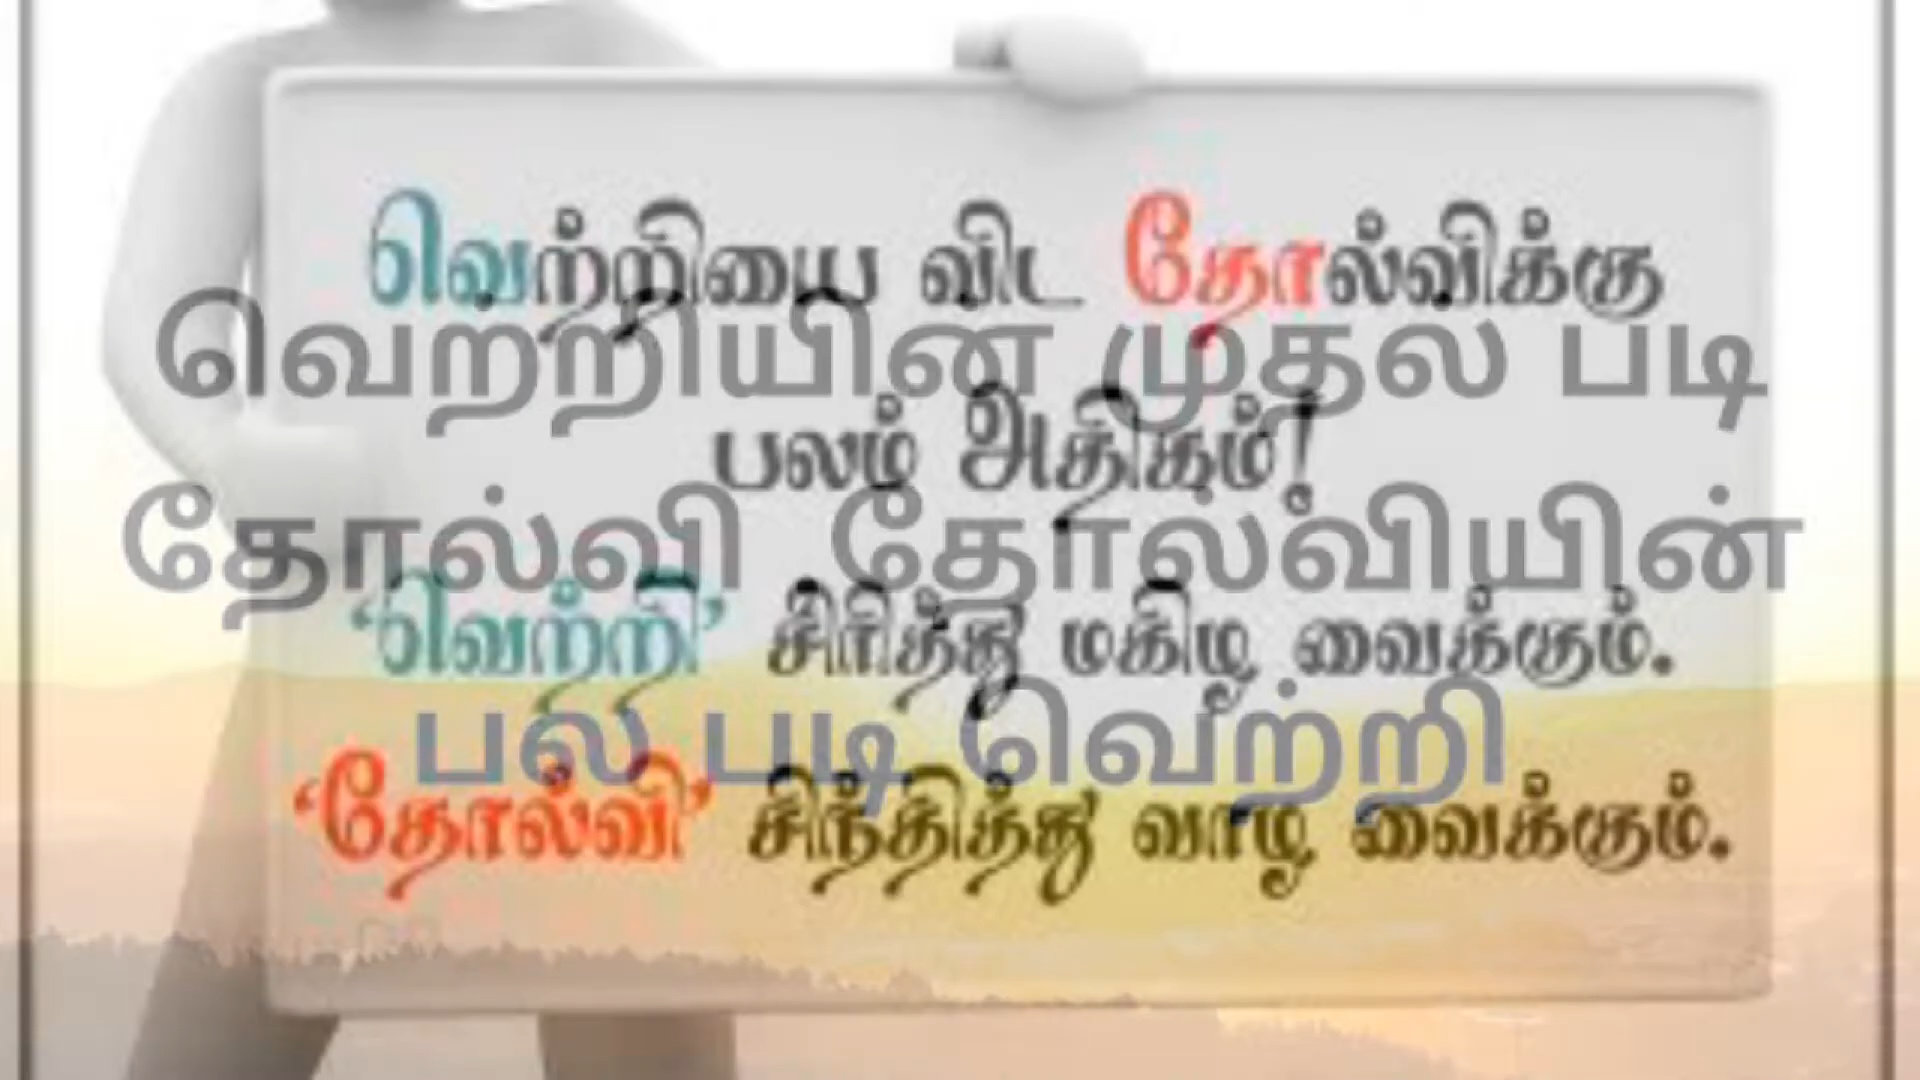 வெற்றியை விட தோல்விக்கு
வெற்றியின் முதல் படி
பலம் அதிகம்!
தோல்வி தோல்வியின்
‘வெற்றி’ சிரித்து மகிழ வைக்கும்.
பல படி வெற்றி
‘தோல்வி’ சிந்தித்து வாழ வைக்கும்.